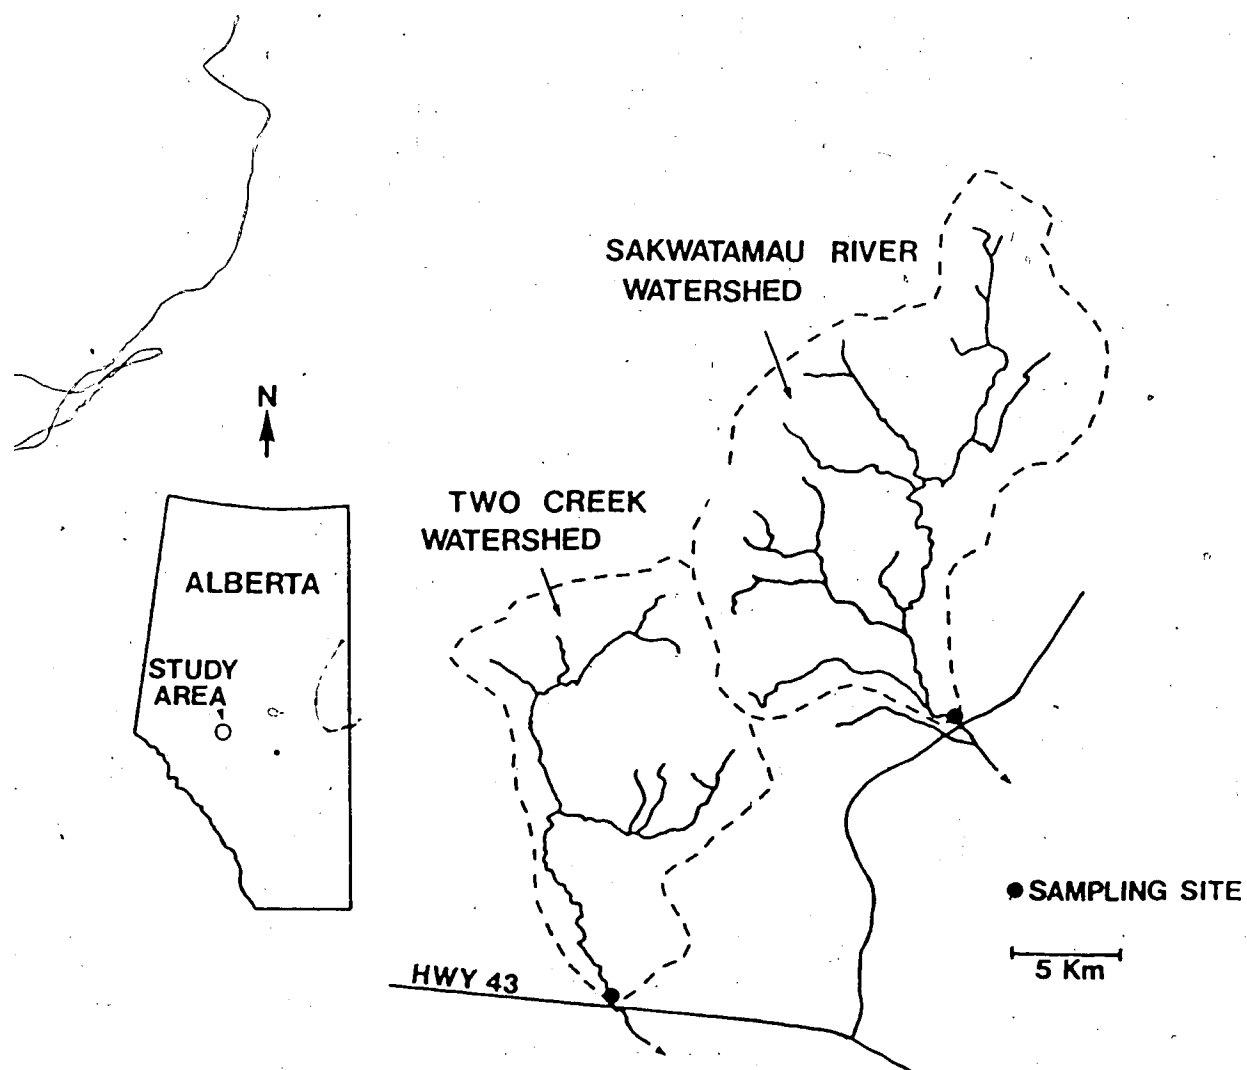 SAKWATAMAU RIVER
WATERSHED
N
TWO CREEK
WATERSHED
ALBERTA
STUDY
AREA
SAMPLING SITE
5 Km
HWY 43